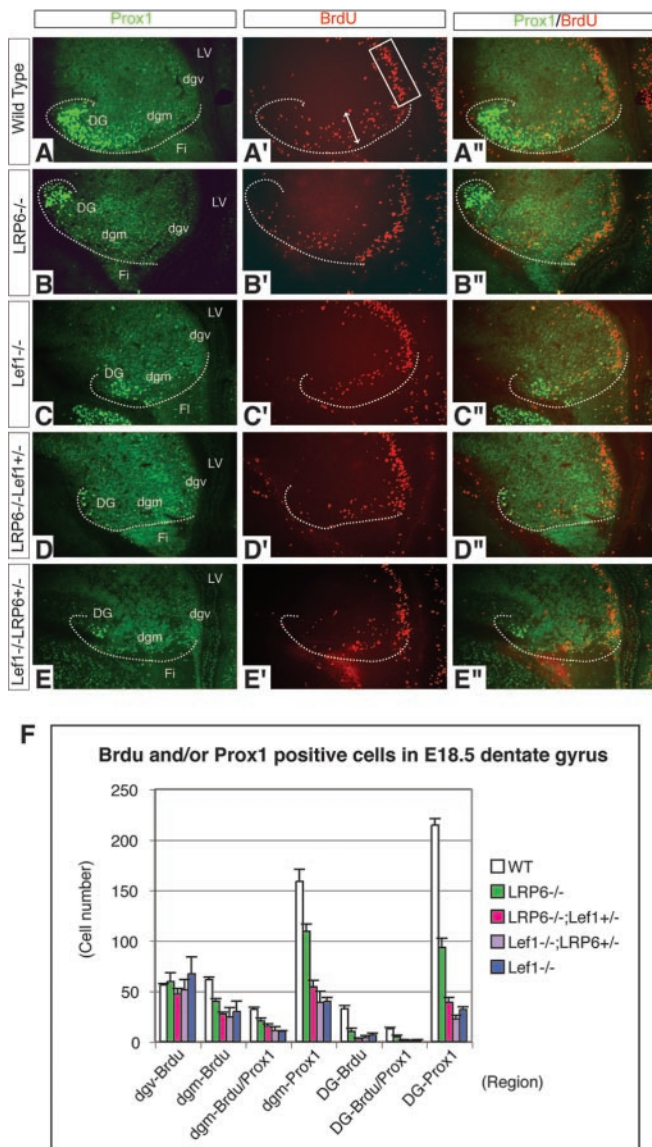 Prox1 BrdU Prox1/BrdU
Wild Type
LV
dgv
DG
dgm
Fi
A A' A"
LRP6-/-
LV
DG
dgm
dgv
Fi
B B' B"
Lef1-/-
LV
dgv
DG
dgm
Fi
C C' C"
LRP6-/-Lef1+/-
LV
dgv
DG
dgm
Fi
D D' D"
Lef1-/-LRP6+/-
LV
DG
dgv
dgm
Fi
E E' E"
F
Brdu and/or Prox1 positive cells in E18.5 dentate gyrus
(Cell number)
250
200
150
100
50
0
WT
LRP6-/-
LRP6-/-;Lef1+/-
Lef1-/-;LRP6+/-
Lef1-/-
dgv-Brdu
dgm-Brdu
dgm-Brdu/Prox1
dgm-Prox1
DG-Brdu
DG-Brdu/Prox1
DG-Prox1
(Region)